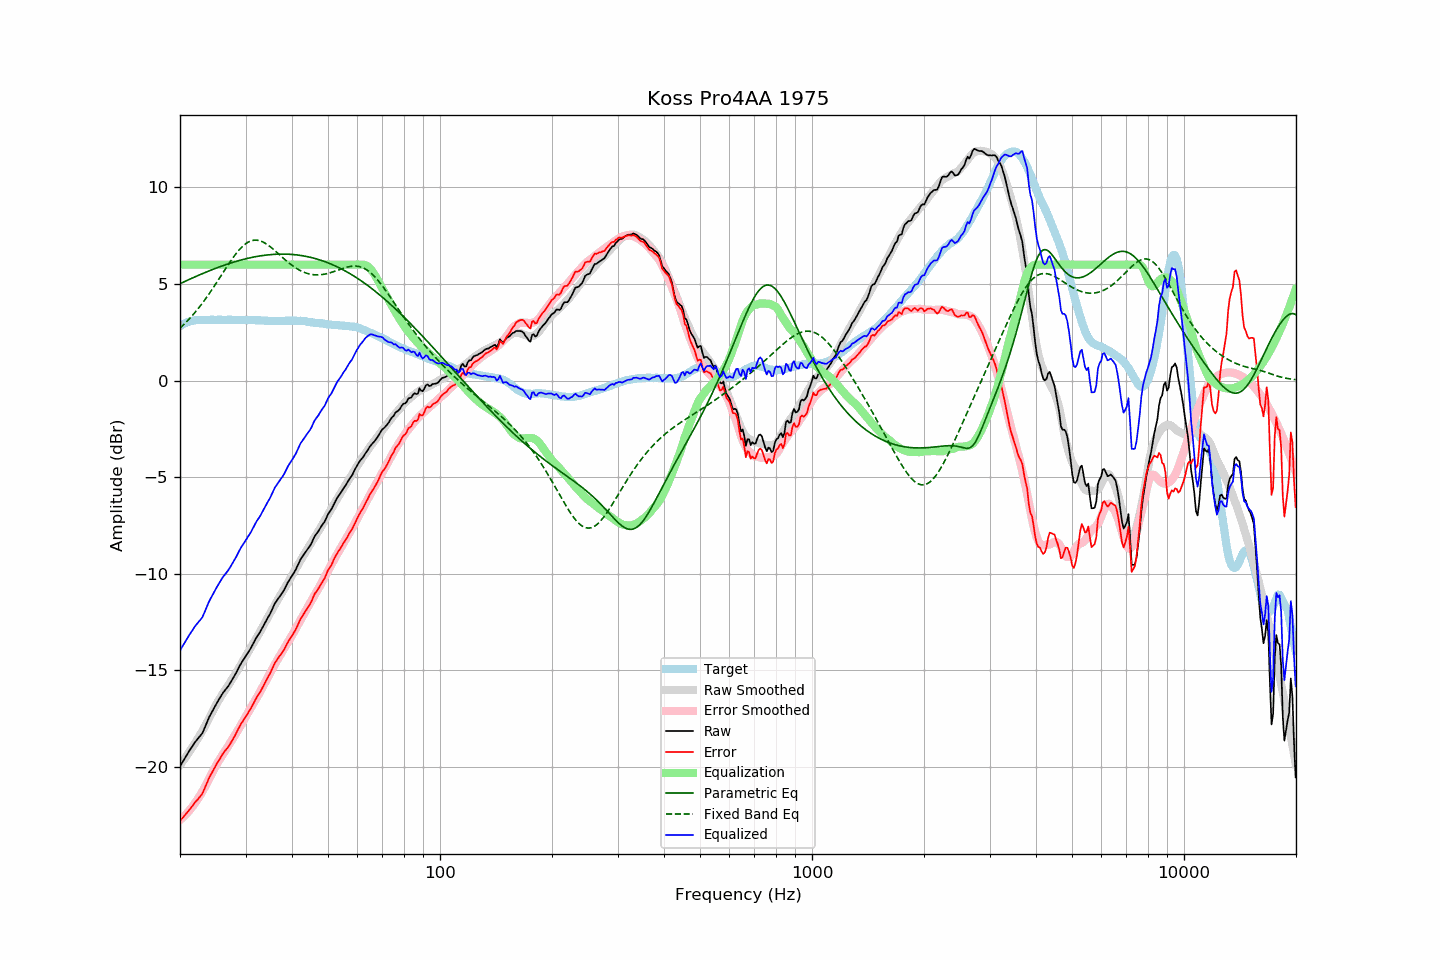 Koss Pro4AA 1975
Amplitude (dBr)
10
5
0
−5
−10
−15
−20
Target
Raw Smoothed
Error Smoothed
Raw
Error
Equalization
Parametric Eq
Fixed Band Eq
Equalized
100
1000
10000
Frequency (Hz)